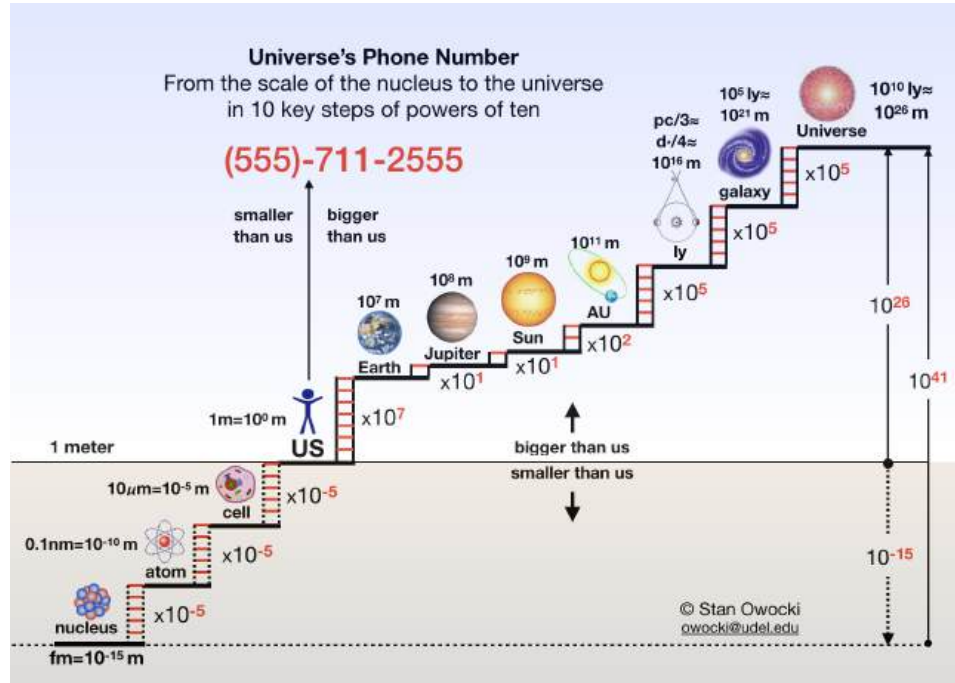 Universe's Phone Number
From the scale of the nucleus to the universe
in 10 key steps of powers of ten
(555)-711-2555
smaller
than us
bigger
than us
10⁵ ly≈
10²¹ m
10¹⁰ ly≈
10²⁶ m
Universe
pc/3≈
d·/4≈
10¹⁶ m
galaxy
x10⁵
ly
x10⁵
10¹¹ m
AU
x10⁵
10⁹ m
Sun
x10²
10⁸ m
Jupiter
x10¹
10⁷ m
Earth
x10¹
10²⁶
10⁴¹
1m=10⁰ m
US
x10⁷
1 meter
bigger than us
smaller than us
10μm=10⁻⁵ m
cell
x10⁻⁵
0.1nm=10⁻¹⁰ m
atom
x10⁻⁵
10⁻¹⁵
nucleus
x10⁻⁵
fm=10⁻¹⁵ m
© Stan Owocki
owocki@udel.edu